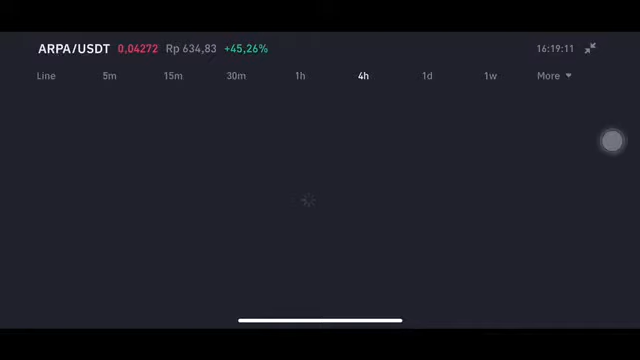 ARPA/USDT 0,04272 Rp 634,83 +45,26% 16:19:11
Line 5m 15m 30m 1h 4h 1d 1w More